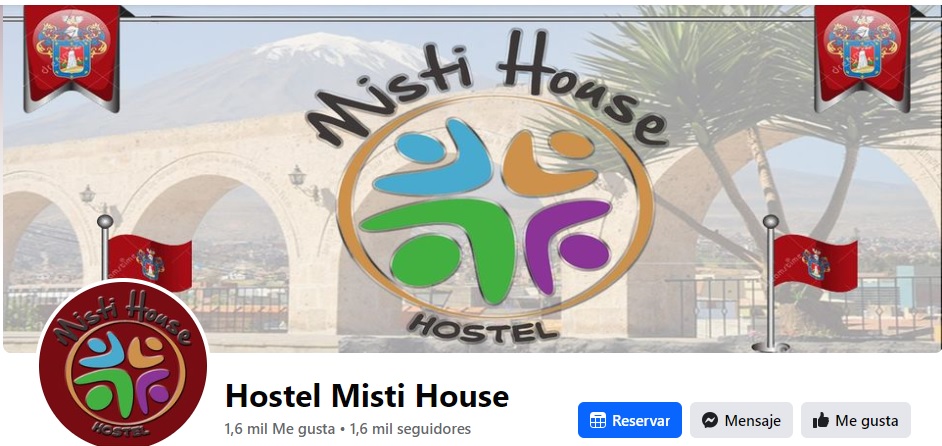 Misti House
HOSTEL
Misti House
HOSTEL
Hostel Misti House
1,6 mil Me gusta • 1,6 mil seguidores
Reservar
Mensaje
Me gusta